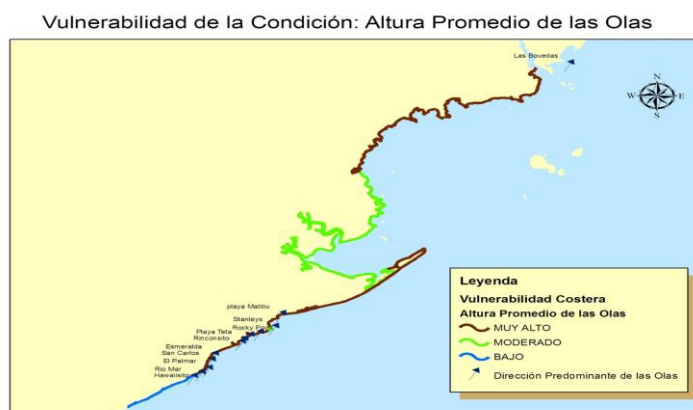 Vulnerabilidad de la Condición: Altura Promedio de las Olas
Las Bovedas
N
W E
S
playa Malibu
Stanleys
Rocky Point
Playa Teta
Rinconsito
Esmeralda
San Carlos
El Palmar
Rio Mar
Hawaiisito
Leyenda
Vulnerabilidad Costera
Altura Promedio de las Olas
MUY ALTO
MODERADO
BAJO
Dirección Predominante de las Olas